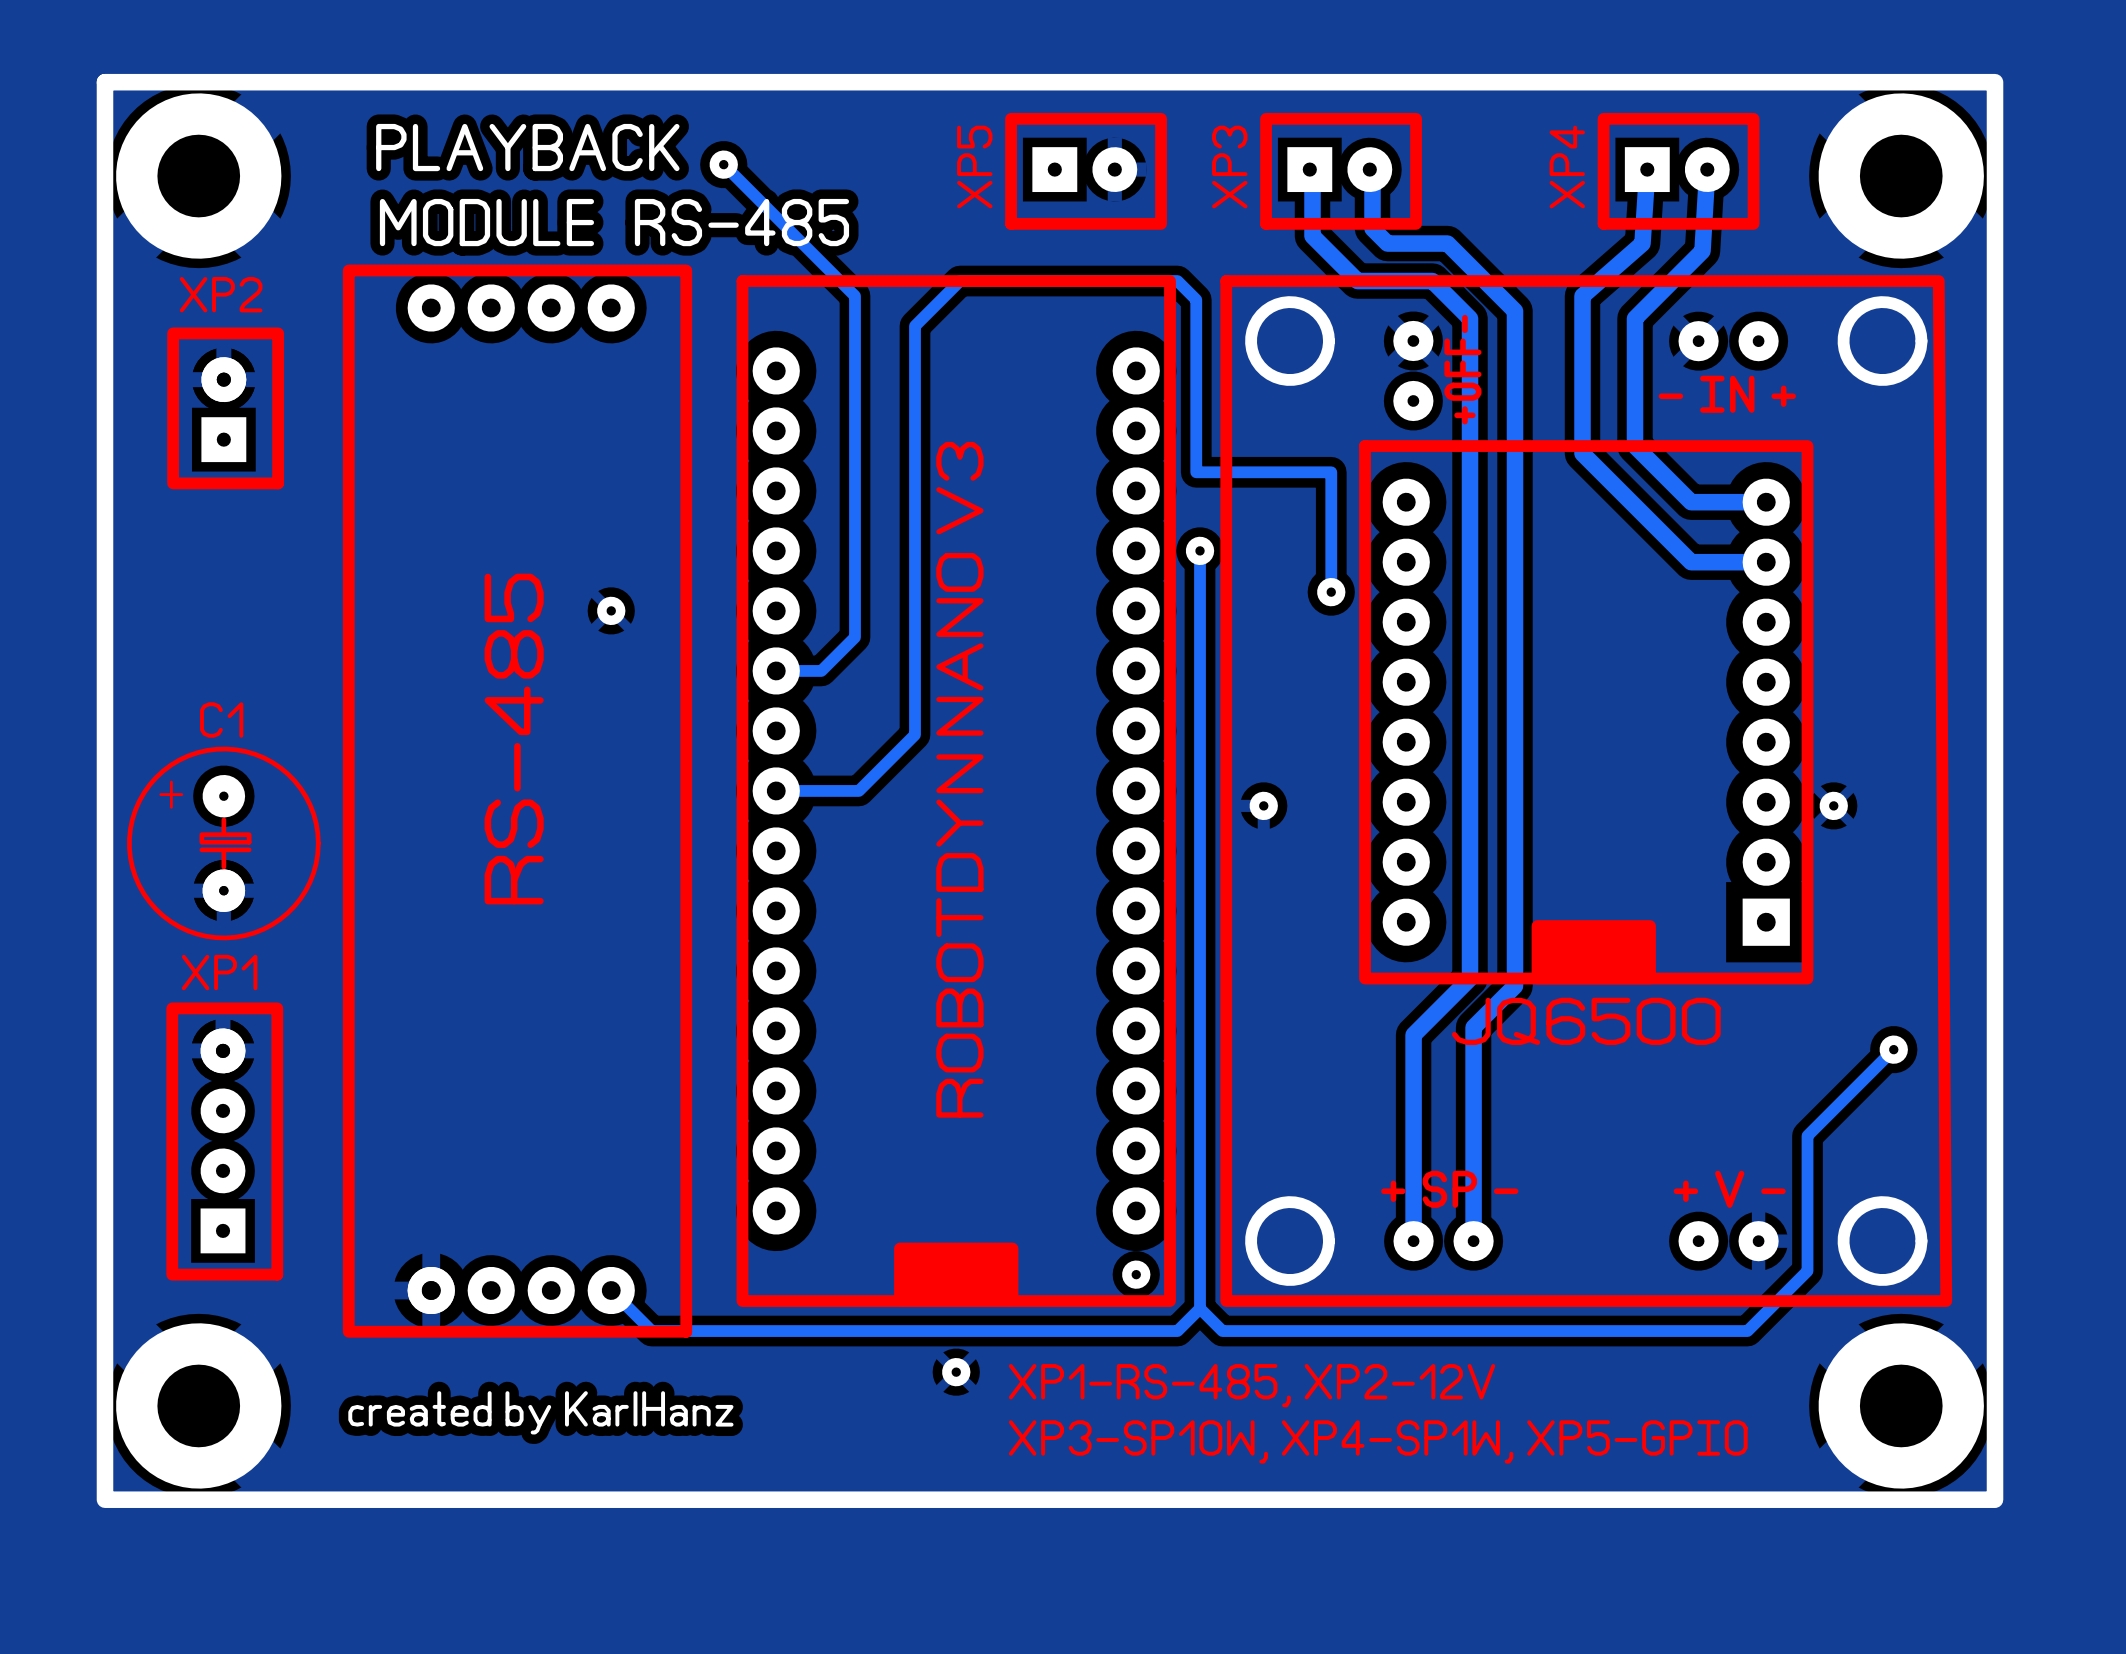 PLAYBACK
MODULE RS-485
XP5
XP3
XP4
XP2
+OFF-
- IN +
RS-485
ROBOTDYN NANO V3
C1
+
XP1
JQ6500
+ SP -
+ V -
created by KarlHanz
XP1-RS-485, XP2-12V
XP3-SP10W, XP4-SP1W, XP5-GPIO